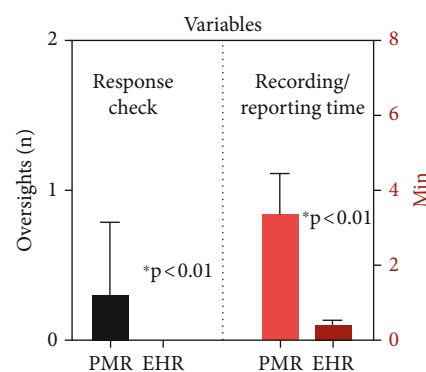 Variables
2
1
0
Oversights (n)
Response
check
*p<0.01
Recording/
reporting time
*p<0.01
8
6
4
2
0
Min
PMR EHR PMR EHR